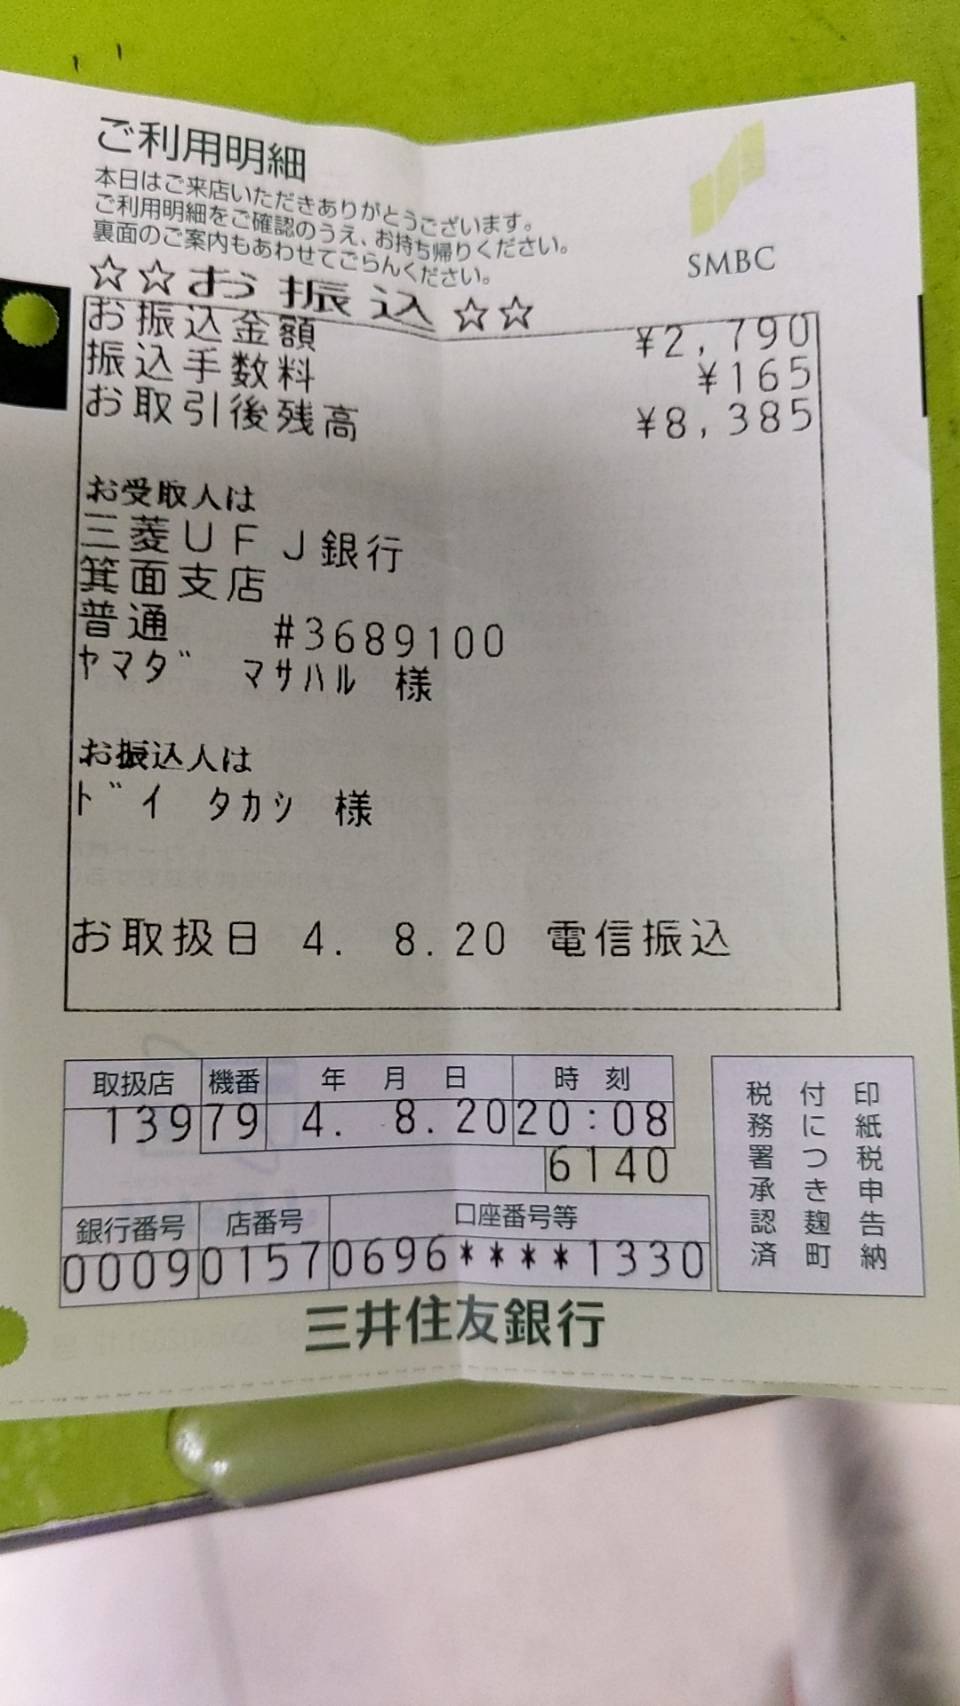 ご利用明細
本日はご来店いただきありがとうございます。
ご利用明細をご確認のうえ、お持ち帰りください。
裏面のご案内もあわせてごらんください。
SMBC
☆☆お振込☆☆
お振込金額 ¥2,790
振込手数料 ¥165
お取引後残高 ¥8,385
お受取人は
三菱UFJ銀行
箕面支店
普通 #3689100
ヤマダ マサハル 様
お振込人は
ドイ タカシ 様
お取扱日 4. 8.20 電信振込
取扱店 機番 年 月 日 時 刻
139 79 4. 8.20 20:08
6140
銀行番号 店番号 口座番号等
0009 0157 0696****1330
印紙税申告納
付につき麹町
税務署承認済
三井住友銀行